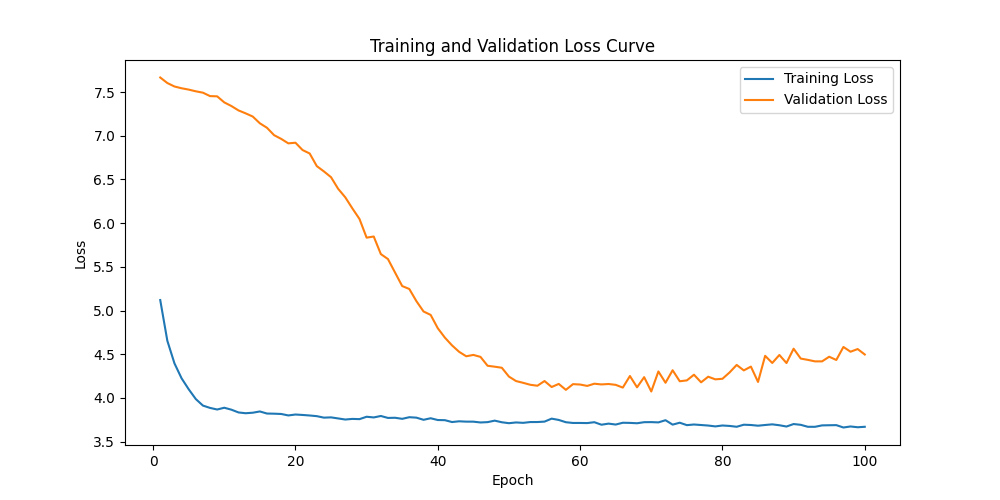 Training and Validation Loss Curve
Training Loss
Validation Loss
7.5
7.0
6.5
6.0
5.5
5.0
4.5
4.0
3.5
Loss
0 20 40 60 80 100
Epoch